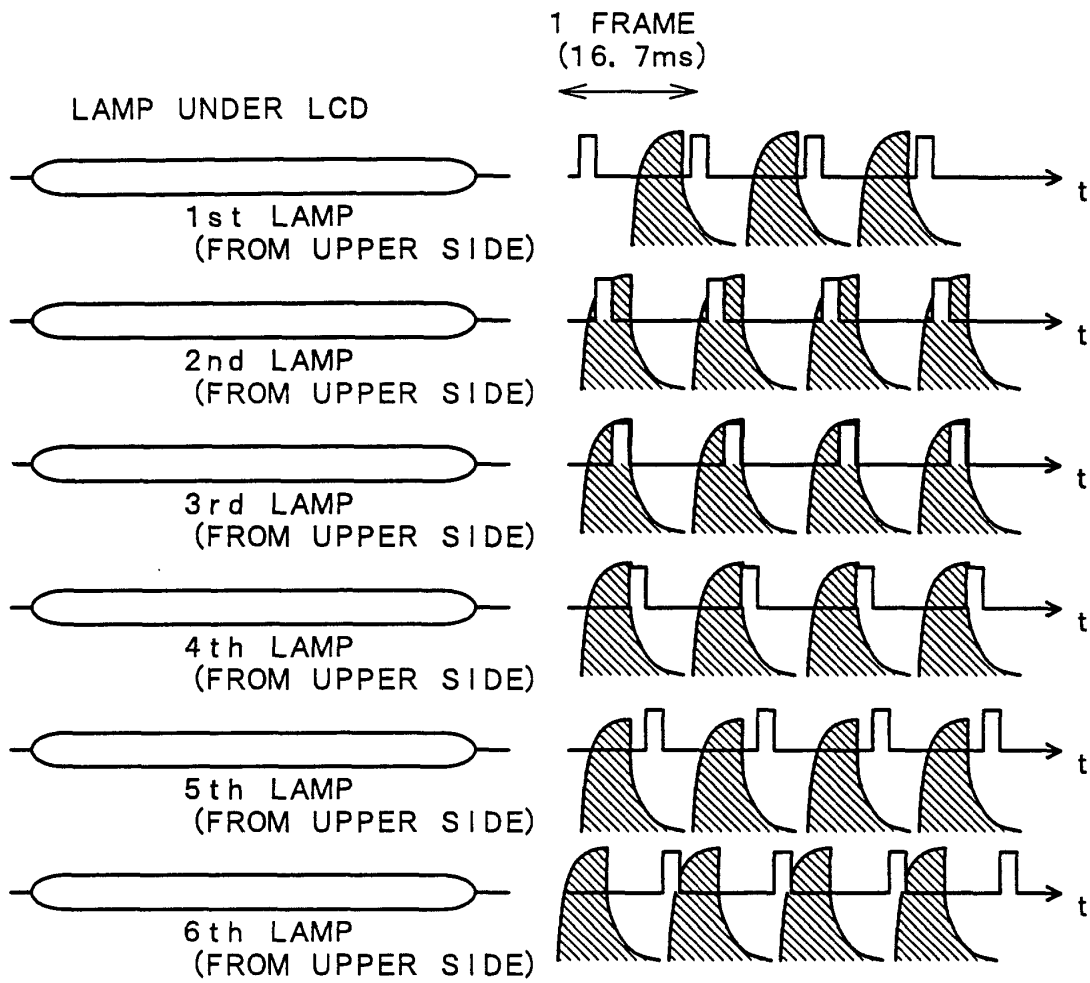 1 FRAME
(16. 7ms)
LAMP UNDER LCD
t
1st LAMP
(FROM UPPER SIDE)
t
2nd LAMP
(FROM UPPER SIDE)
t
3rd LAMP
(FROM UPPER SIDE)
t
4th LAMP
(FROM UPPER SIDE)
t
5th LAMP
(FROM UPPER SIDE)
t
6th LAMP
(FROM UPPER SIDE)